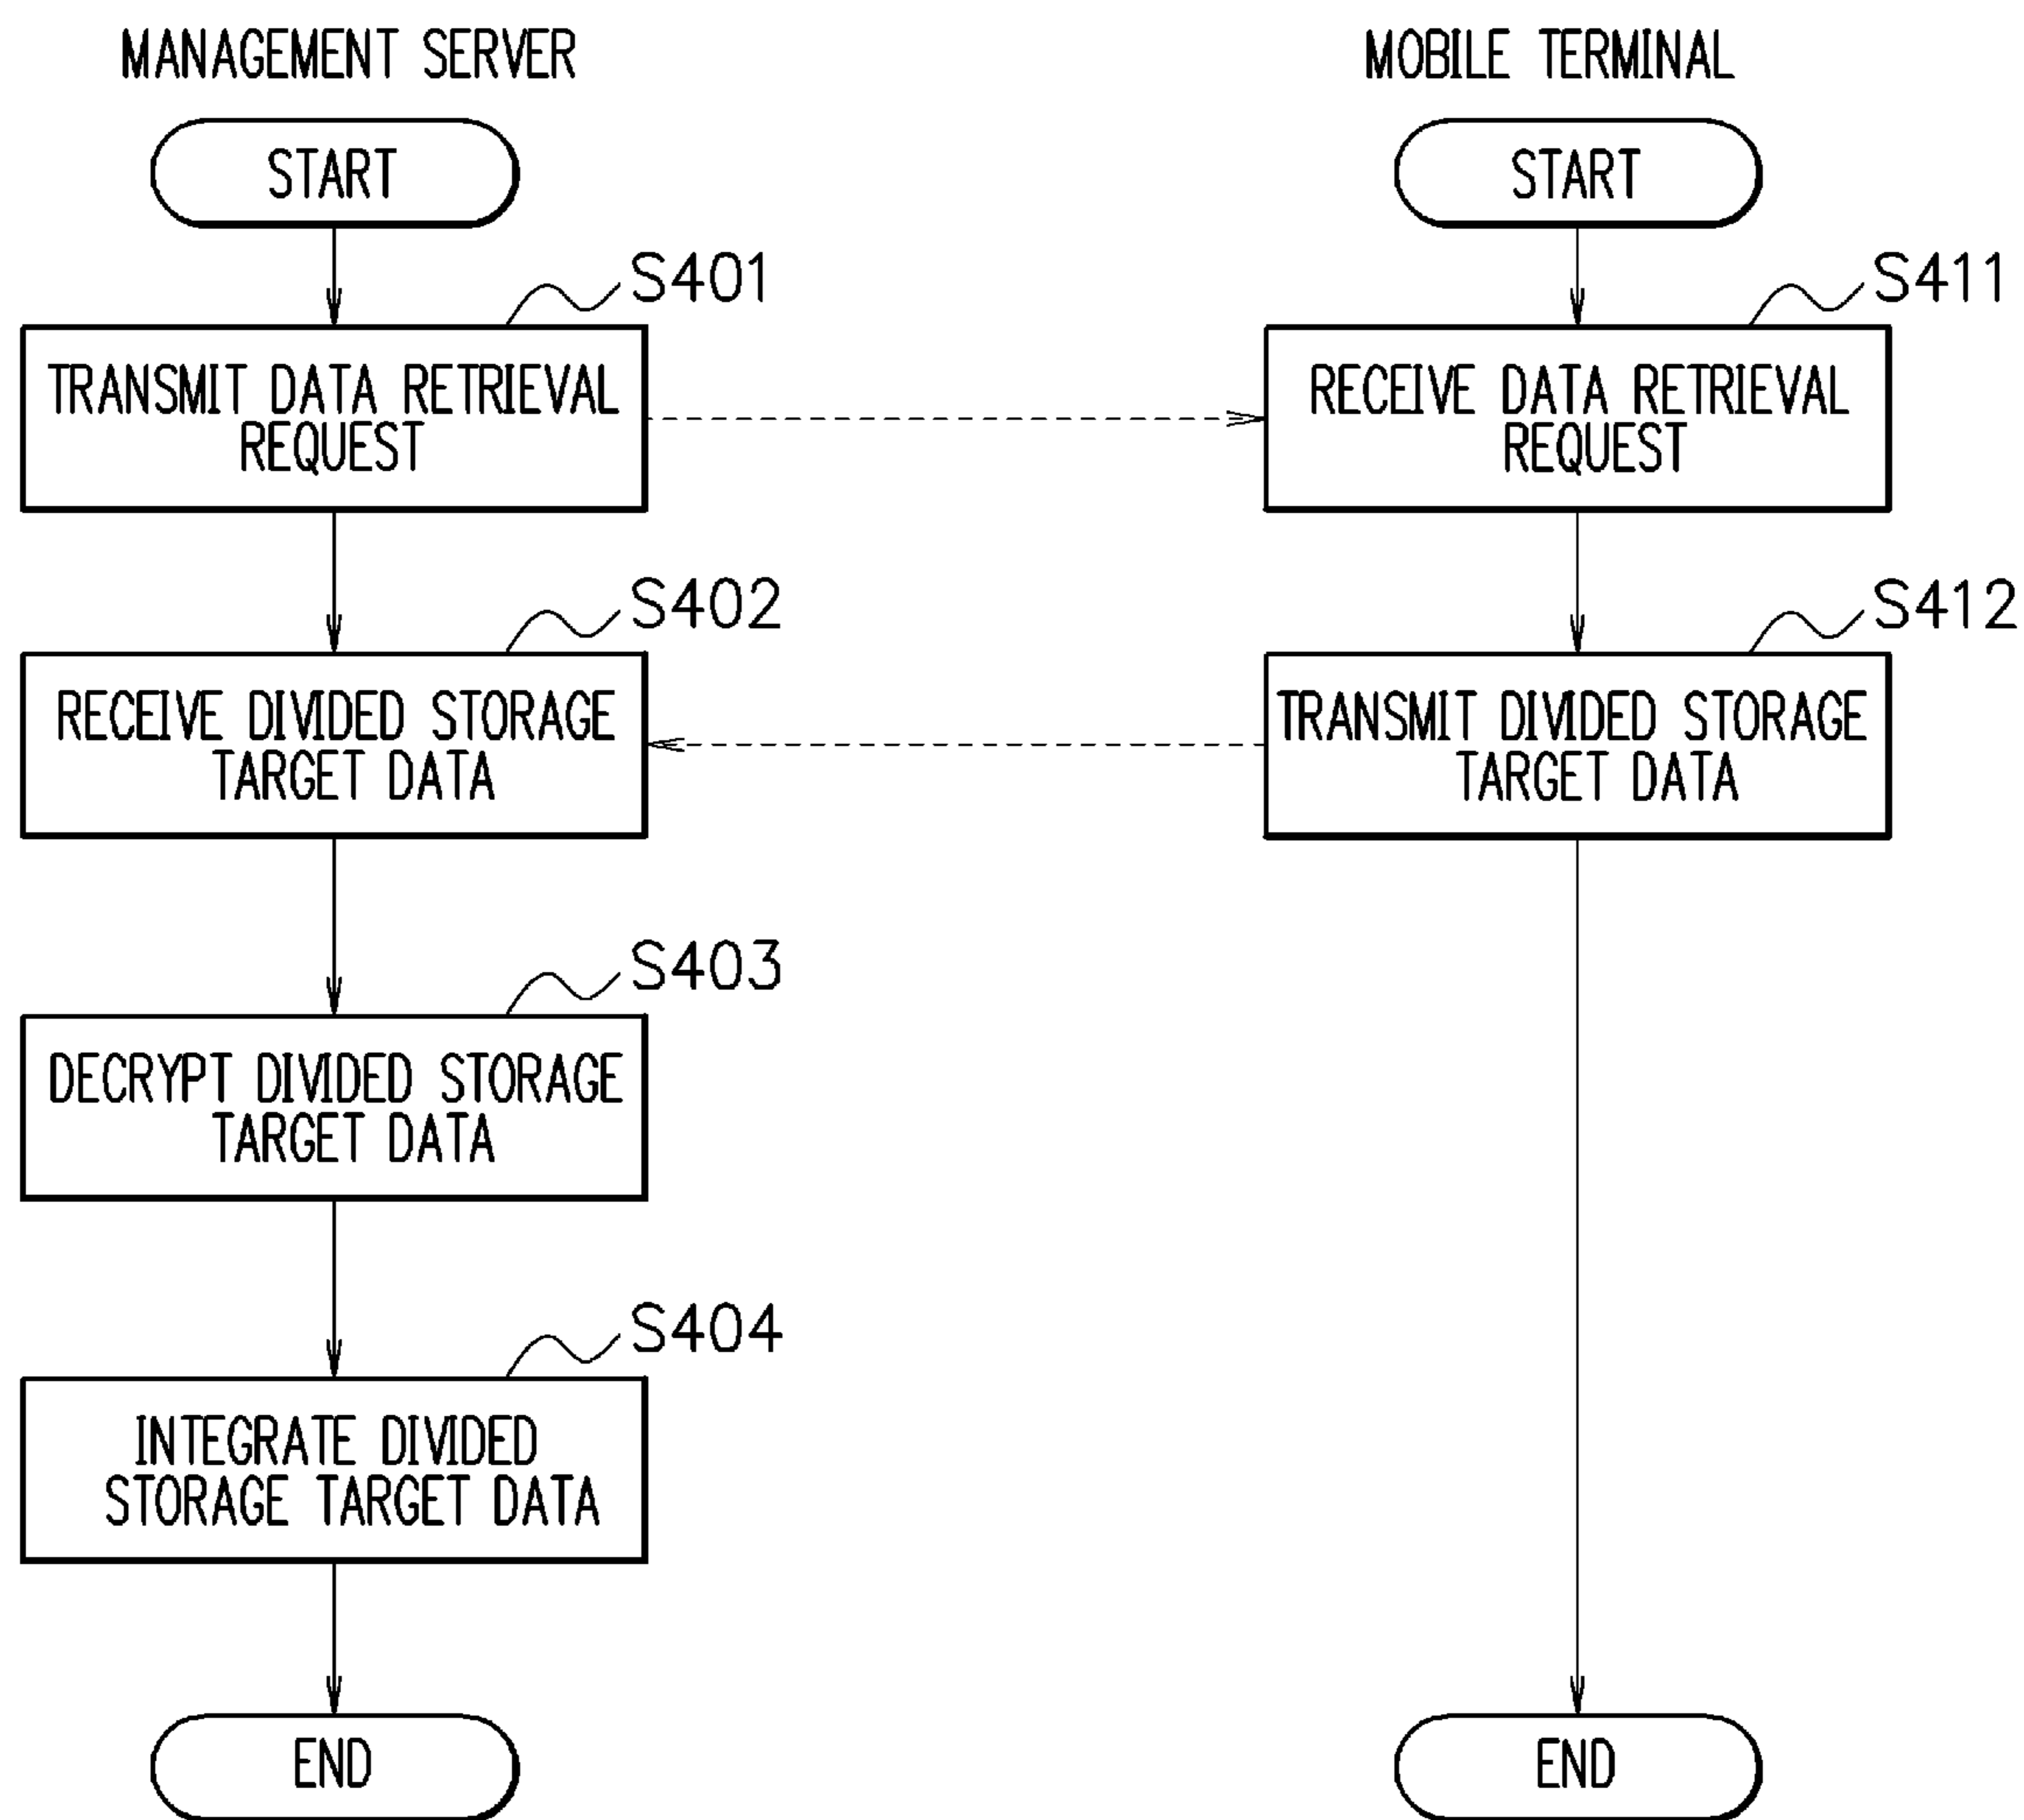 MANAGEMENT SERVER
START
S401
TRANSMIT DATA RETRIEVAL
REQUEST
S402
RECEIVE DIVIDED STORAGE
TARGET DATA
S403
DECRYPT DIVIDED STORAGE
TARGET DATA
S404
INTEGRATE DIVIDED
STORAGE TARGET DATA
END
MOBILE TERMINAL
START
S411
RECEIVE DATA RETRIEVAL
REQUEST
S412
TRANSMIT DIVIDED STORAGE
TARGET DATA
END